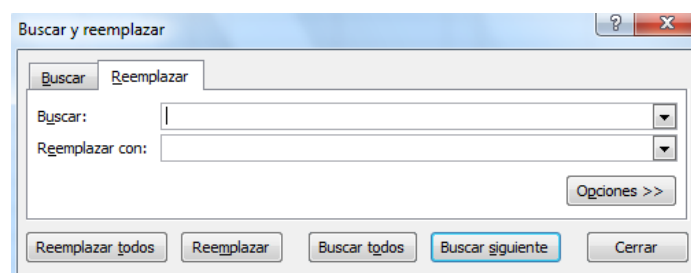 Buscar y reemplazar
Buscar Reemplazar
Buscar:
Reemplazar con:
Opciones >>
Reemplazar todos Reemplazar Buscar todos Buscar siguiente Cerrar